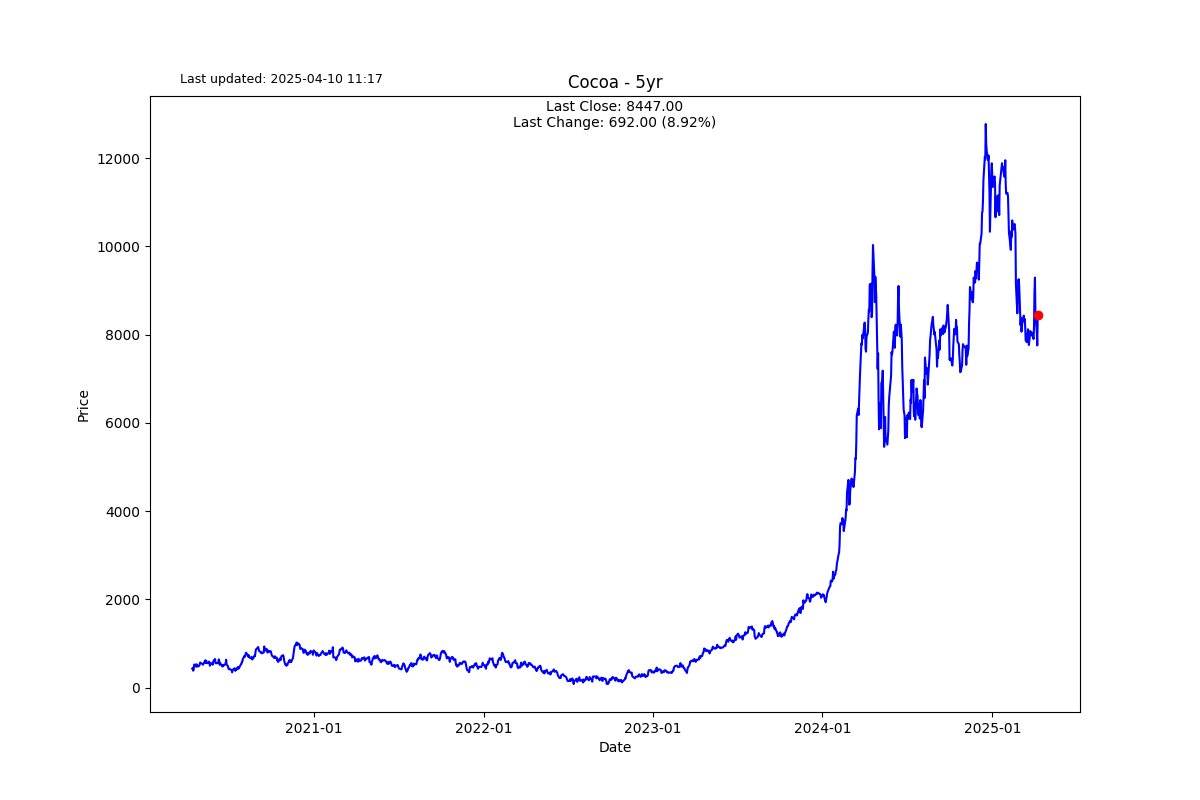 Last updated: 2025-04-10 11:17
Cocoa - 5yr
Last Close: 8447.00
Last Change: 692.00 (8.92%)
12000
10000
8000
6000
4000
2000
0
Price
2021-01
2022-01
2023-01
2024-01
2025-01
Date